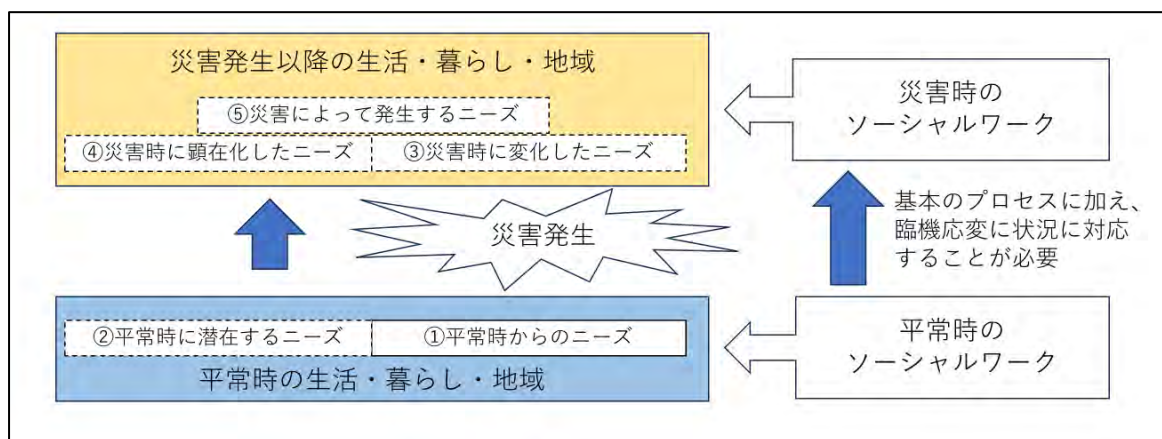 災害発生以降の生活・暮らし・地域
⑤災害によって発生するニーズ
④災害時に顕在化したニーズ
③災害時に変化したニーズ
災害時の
ソーシャルワーク
災害発生
基本のプロセスに加え、
臨機応変に状況に対応
することが必要
②平常時に潜在するニーズ
①平常時からのニーズ
平常時の生活・暮らし・地域
平常時の
ソーシャルワーク